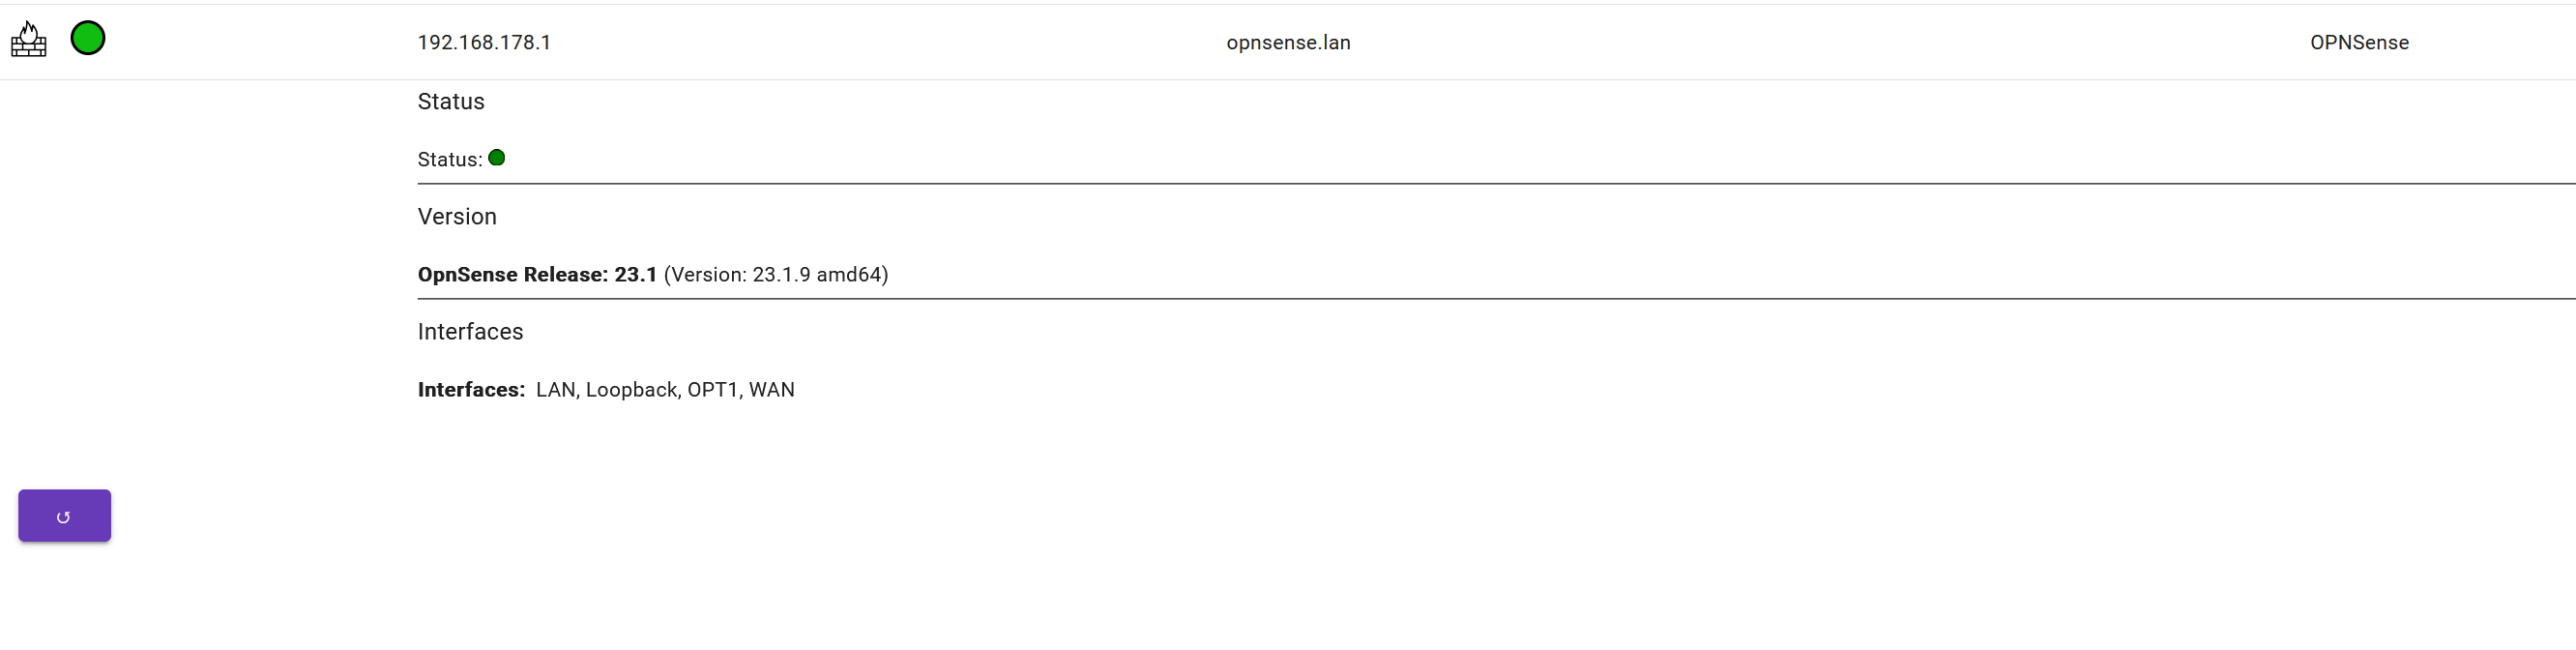 192.168.178.1 opnsense.lan OPNSense
Status
Status:
Version
OpnSense Release: 23.1 (Version: 23.1.9 amd64)
Interfaces
Interfaces: LAN, Loopback, OPT1, WAN
↺